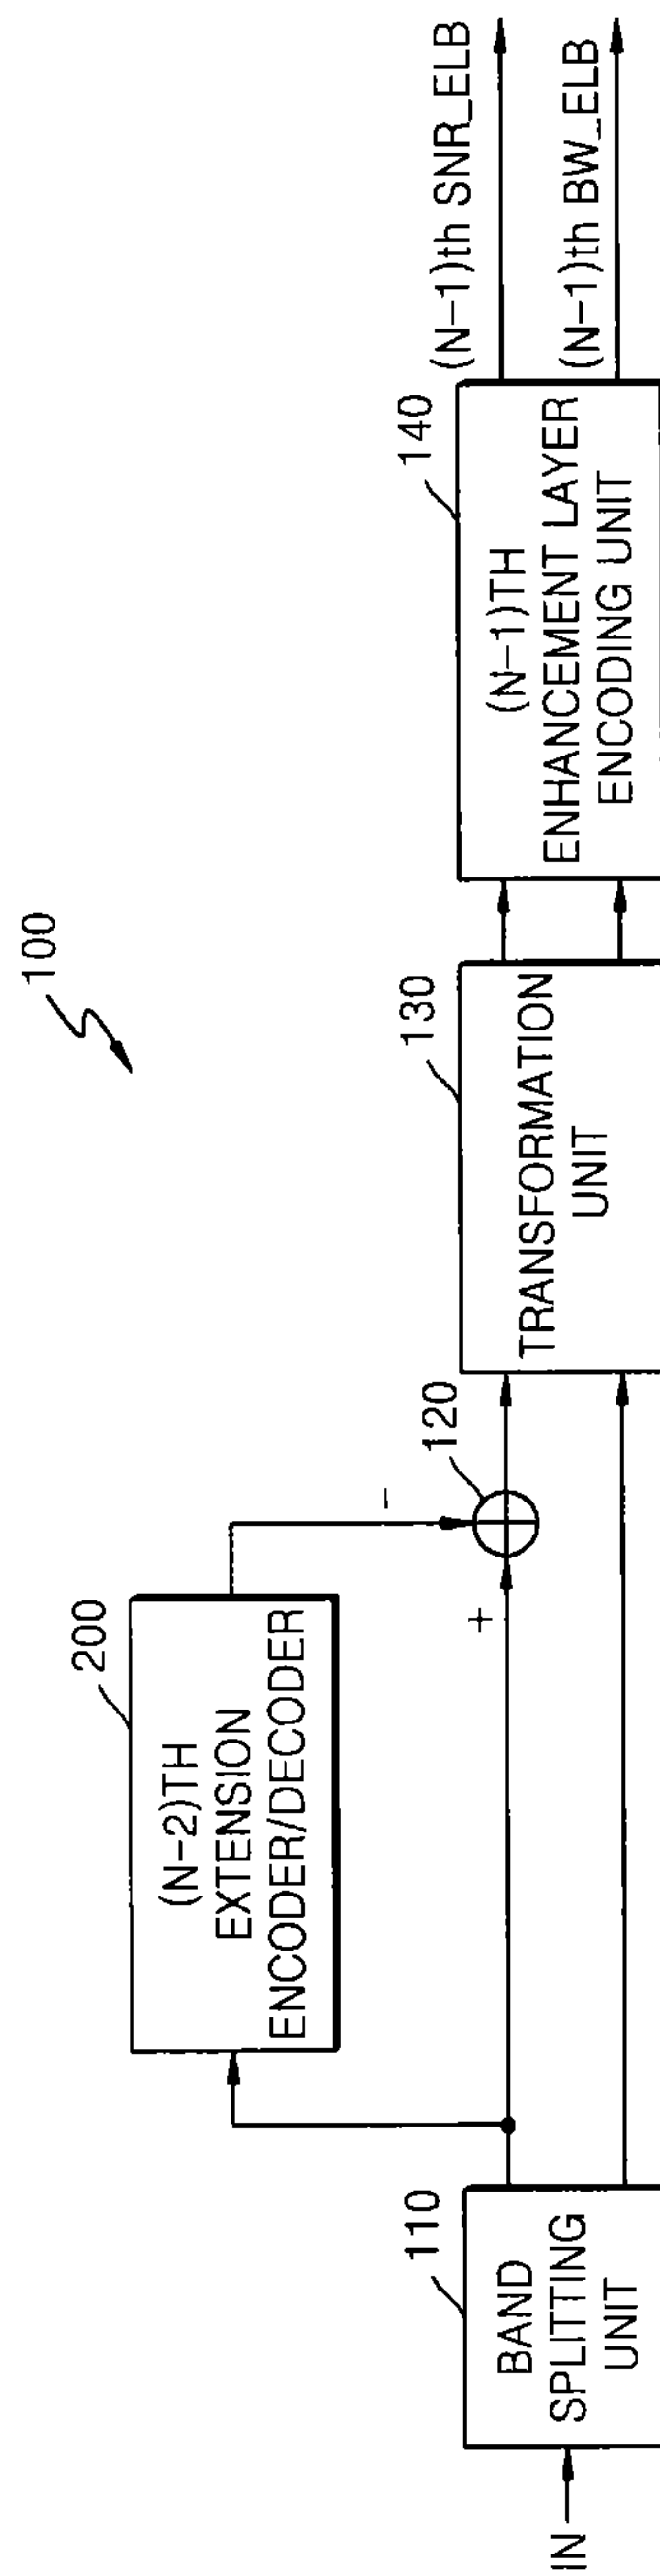 100
200
(N-2)TH
EXTENSION
ENCODER/DECODER
IN
110
BAND
SPLITTING
UNIT
+
-
120
130
TRANSFORMATION
UNIT
140
(N-1)TH
ENHANCEMENT LAYER
ENCODING UNIT
(N-1)th SNR_ELB
(N-1)th BW_ELB